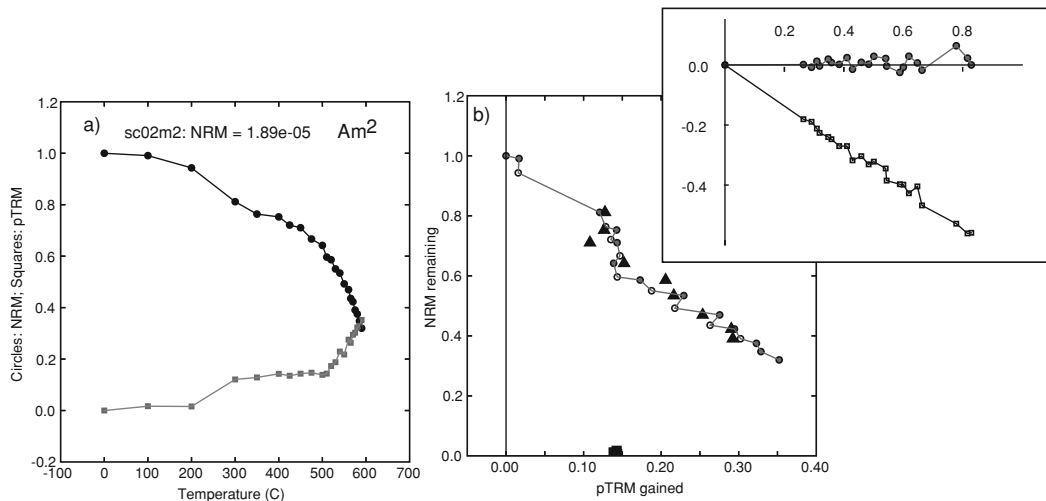 a)
sc02m2: NRM = 1.89e-05 Am2
Circles: NRM; Squares: pTRM
1.2
1.0
0.8
0.6
0.4
0.2
0.0
-0.2
-100 0 100 200 300 400 500 600 700
Temperature (C)
b)
NRM remaining
1.2
1.0
0.8
0.6
0.4
0.2
0.0
0.00 0.10 0.20 0.30 0.40
pTRM gained
0.2 0.4 0.6 0.8
0.0
-0.2
-0.4